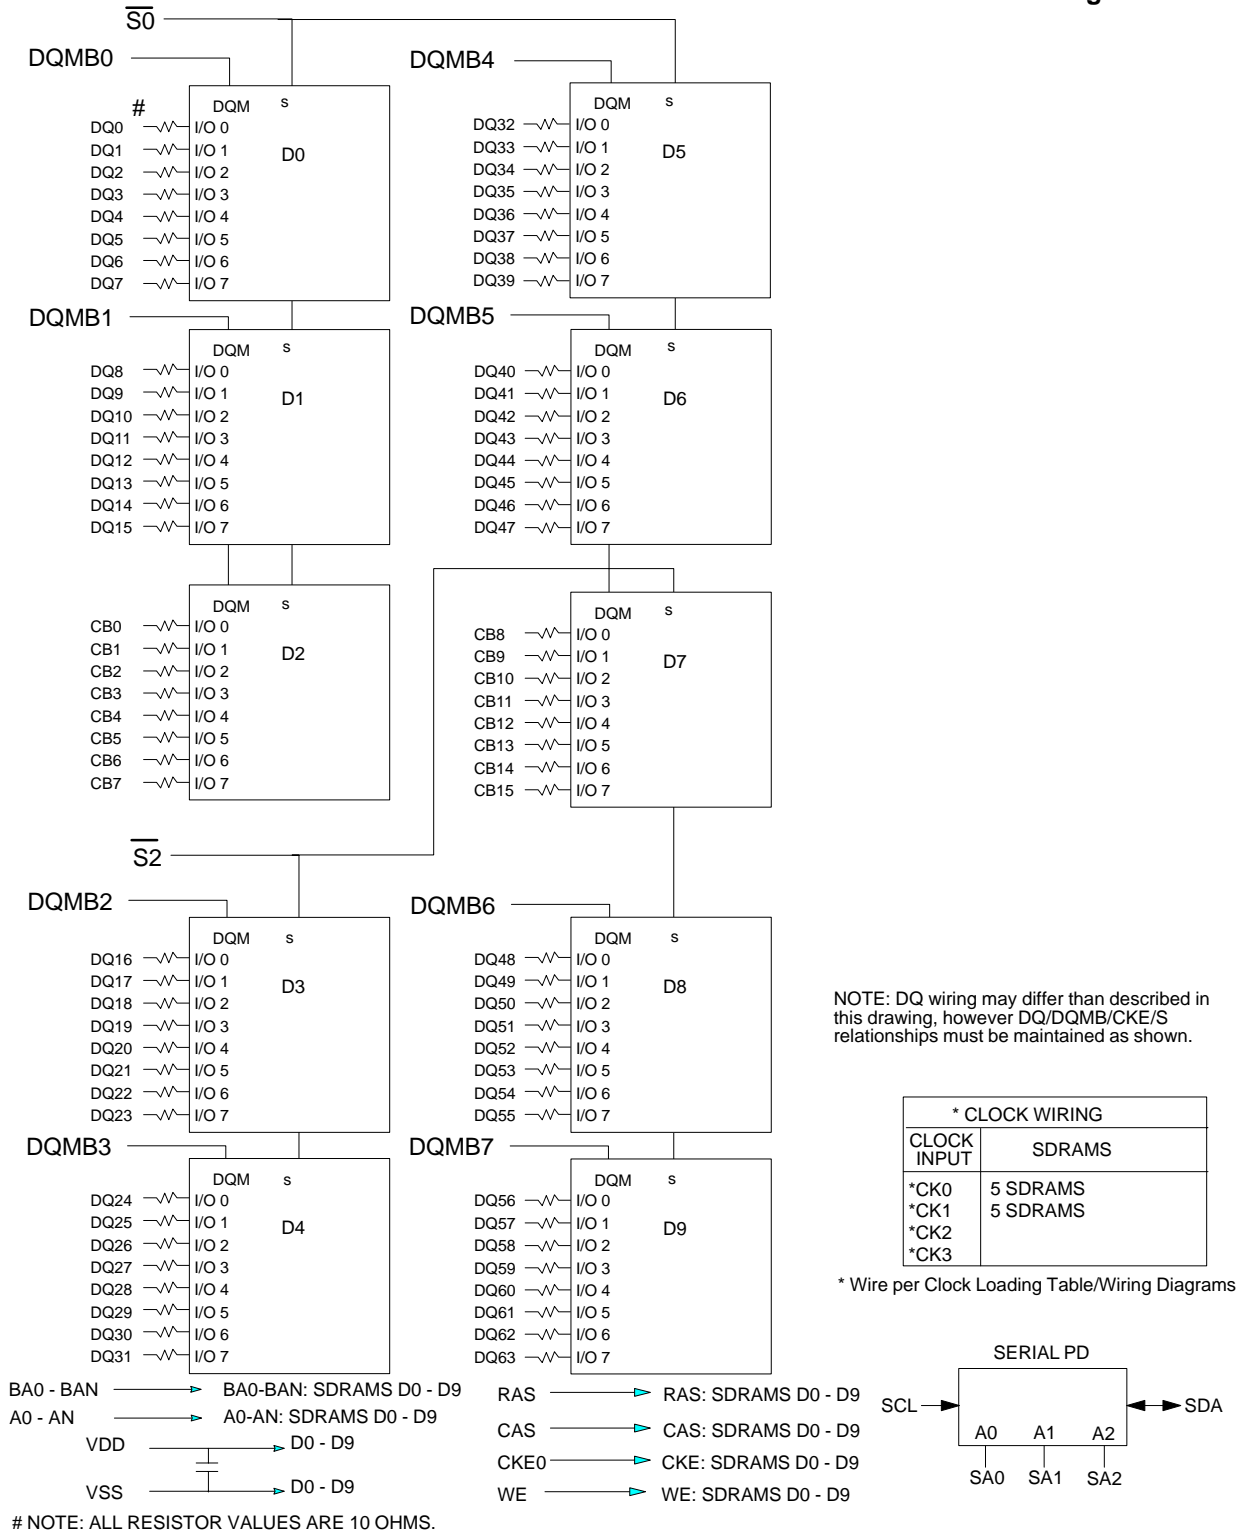 S0
DQMB0
#
DQM s
DQ0 I/O 0
DQ1 I/O 1
D0
DQ2 I/O 2
DQ3 I/O 3
DQ4 I/O 4
DQ5 I/O 5
DQ6 I/O 6
DQ7 I/O 7
DQMB1
DQM s
DQ8 I/O 0
DQ9 I/O 1
D1
DQ10 I/O 2
DQ11 I/O 3
DQ12 I/O 4
DQ13 I/O 5
DQ14 I/O 6
DQ15 I/O 7
DQM s
CB0 I/O 0
CB1 I/O 1
D2
CB2 I/O 2
CB3 I/O 3
CB4 I/O 4
CB5 I/O 5
CB6 I/O 6
CB7 I/O 7
S2
DQMB2
DQM s
DQ16 I/O 0
DQ17 I/O 1
D3
DQ18 I/O 2
DQ19 I/O 3
DQ20 I/O 4
DQ21 I/O 5
DQ22 I/O 6
DQ23 I/O 7
DQMB3
DQM s
DQ24 I/O 0
DQ25 I/O 1
D4
DQ26 I/O 2
DQ27 I/O 3
DQ28 I/O 4
DQ29 I/O 5
DQ30 I/O 6
DQ31 I/O 7
DQMB4
DQM s
DQ32 I/O 0
DQ33 I/O 1
D5
DQ34 I/O 2
DQ35 I/O 3
DQ36 I/O 4
DQ37 I/O 5
DQ38 I/O 6
DQ39 I/O 7
DQMB5
DQM s
DQ40 I/O 0
DQ41 I/O 1
D6
DQ42 I/O 2
DQ43 I/O 3
DQ44 I/O 4
DQ45 I/O 5
DQ46 I/O 6
DQ47 I/O 7
DQM s
CB8 I/O 0
CB9 I/O 1
D7
CB10 I/O 2
CB11 I/O 3
CB12 I/O 4
CB13 I/O 5
CB14 I/O 6
CB15 I/O 7
DQMB6
DQM s
DQ48 I/O 0
DQ49 I/O 1
D8
DQ50 I/O 2
DQ51 I/O 3
DQ52 I/O 4
DQ53 I/O 5
DQ54 I/O 6
DQ55 I/O 7
DQMB7
DQM s
DQ56 I/O 0
DQ57 I/O 1
D9
DQ58 I/O 2
DQ59 I/O 3
DQ60 I/O 4
DQ61 I/O 5
DQ62 I/O 6
DQ63 I/O 7
NOTE: DQ wiring may differ than described in
this drawing, however DQ/DQMB/CKE/S
relationships must be maintained as shown.
* CLOCK WIRING
CLOCK
INPUT
SDRAMS
*CK0 5 SDRAMS
*CK1 5 SDRAMS
*CK2
*CK3
* Wire per Clock Loading Table/Wiring Diagrams
SERIAL PD
SCL SDA
A0 A1 A2
SA0 SA1 SA2
BA0 - BAN BA0-BAN: SDRAMS D0 - D9
A0 - AN A0-AN: SDRAMS D0 - D9
VDD D0 - D9
VSS D0 - D9
RAS RAS: SDRAMS D0 - D9
CAS CAS: SDRAMS D0 - D9
CKE0 CKE: SDRAMS D0 - D9
WE WE: SDRAMS D0 - D9
# NOTE: ALL RESISTOR VALUES ARE 10 OHMS.